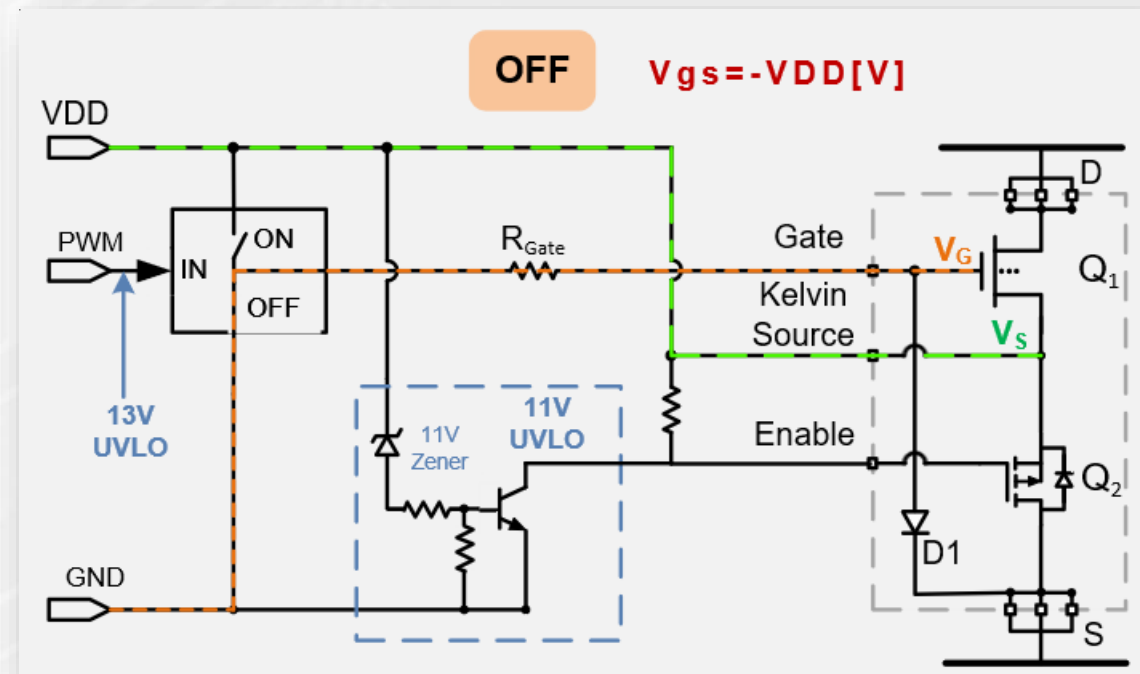 OFF
Vgs=-VDD[V]
VDD
D
PWM
IN
ON
OFF
RGate
Gate
VG
Q1
Kelvin
Source
VS
13V
UVLO
11V
Zener
11V
UVLO
Enable
Q2
D1
GND
S